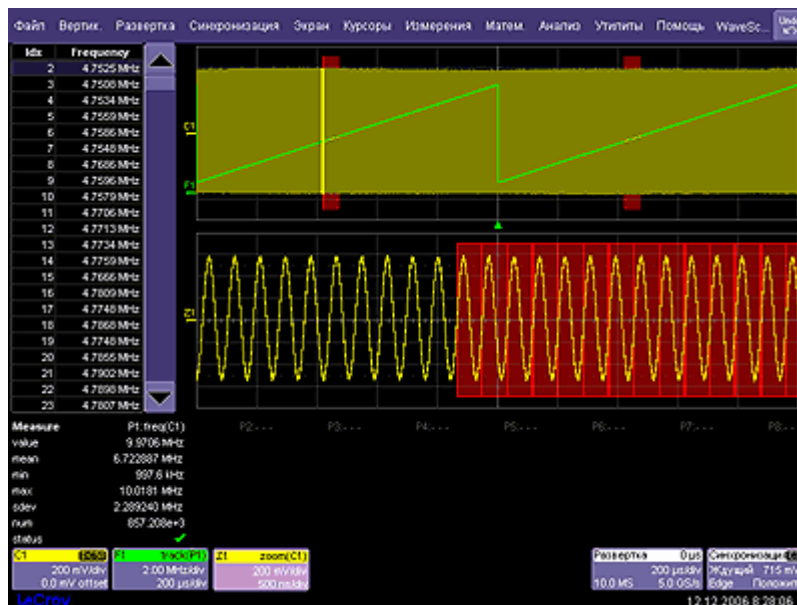 Файл Вертик. Развертка Синхронизация Экран Курсоры Измерения Матем. Анализ Утилиты Помощь WaveSc... Undo
Idx Frequency
2 4.7525 MHz
3 4.7508 MHz
4 4.7534 MHz
5 4.7559 MHz
6 4.7586 MHz
7 4.7548 MHz
8 4.7686 MHz
9 4.7596 MHz
10 4.7579 MHz
11 4.7706 MHz
12 4.7713 MHz
13 4.7734 MHz
14 4.7759 MHz
15 4.7666 MHz
16 4.7809 MHz
17 4.7748 MHz
18 4.7868 MHz
19 4.7748 MHz
20 4.7855 MHz
21 4.7902 MHz
22 4.7898 MHz
23 4.7807 MHz
C1
F1
Z1
Measure P1:freq(C1) P2:--- P3:--- P4:--- P5:--- P6:--- P7:--- P8:---
value 9.9706 MHz
mean 6.722887 MHz
min 997.6 kHz
max 10.0181 MHz
sdev 2.289240 MHz
num 857.208e+3
status
C1 F1 track(P1) Z1 zoom(C1) Развертка 0 µs Синхронизаци
200 mV/div 2.00 MHz/div 200 mV/div 200 µs/div Ждущий 715 mV
0.0 mV offset 200 µs/div 500 ns/div 10.0 MS 5.0 GS/s Edge Положит
LeCroy 12.12.2006 8:28:06